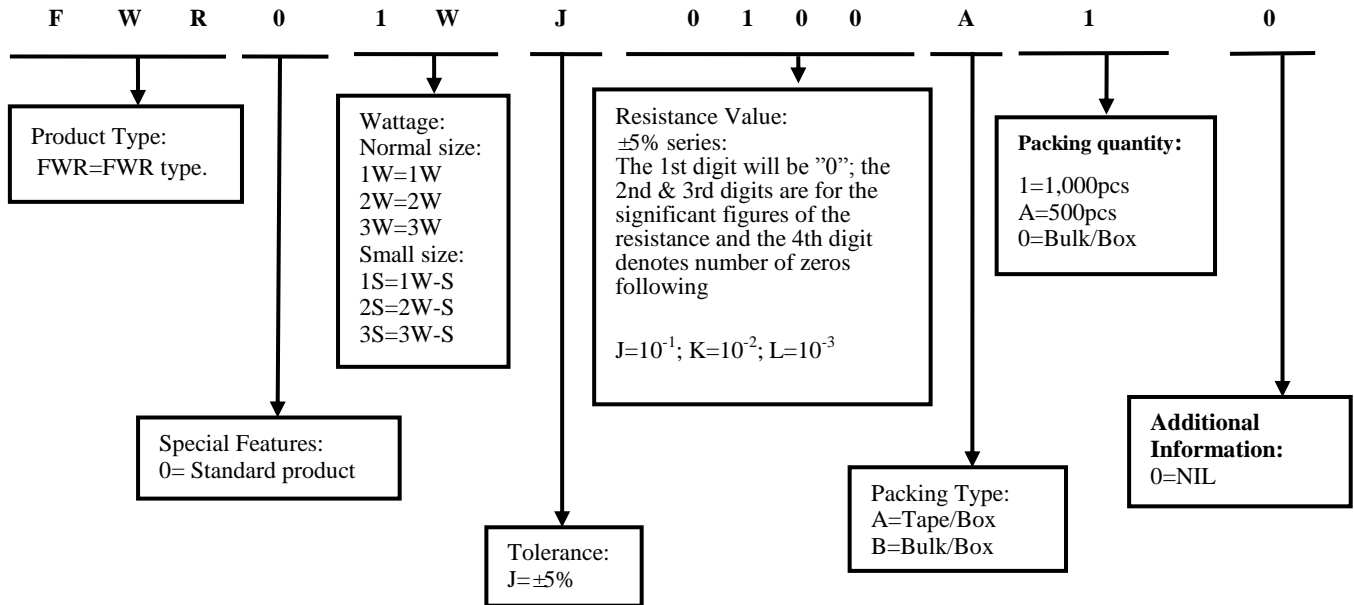 F W R 0 1 W J 0 1 0 0 A 1 0
Product Type:
FWR=FWR type.
Wattage:
Normal size:
1W=1W
2W=2W
3W=3W
Small size:
1S=1W-S
2S=2W-S
3S=3W-S
Resistance Value:
±5% series:
The 1st digit will be ”0”; the
2nd & 3rd digits are for the
significant figures of the
resistance and the 4th digit
denotes number of zeros
following
J=10⁻¹; K=10⁻²; L=10⁻³
Packing quantity:
1=1,000pcs
A=500pcs
0=Bulk/Box
Special Features:
0= Standard product
Tolerance:
J=±5%
Packing Type:
A=Tape/Box
B=Bulk/Box
Additional
Information:
0=NIL